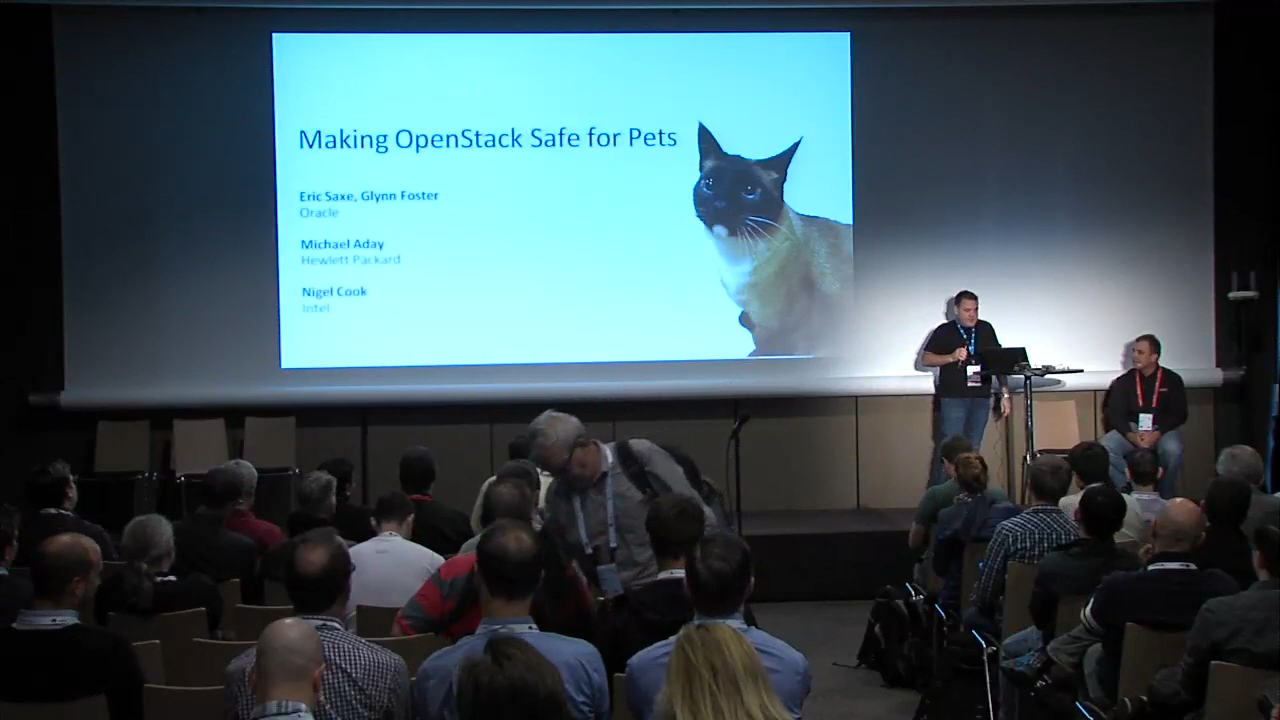 Making OpenStack Safe for Pets
Eric Saxe, Glynn Foster
Oracle
Michael Aday
Hewlett Packard
Nigel Cook
Intel